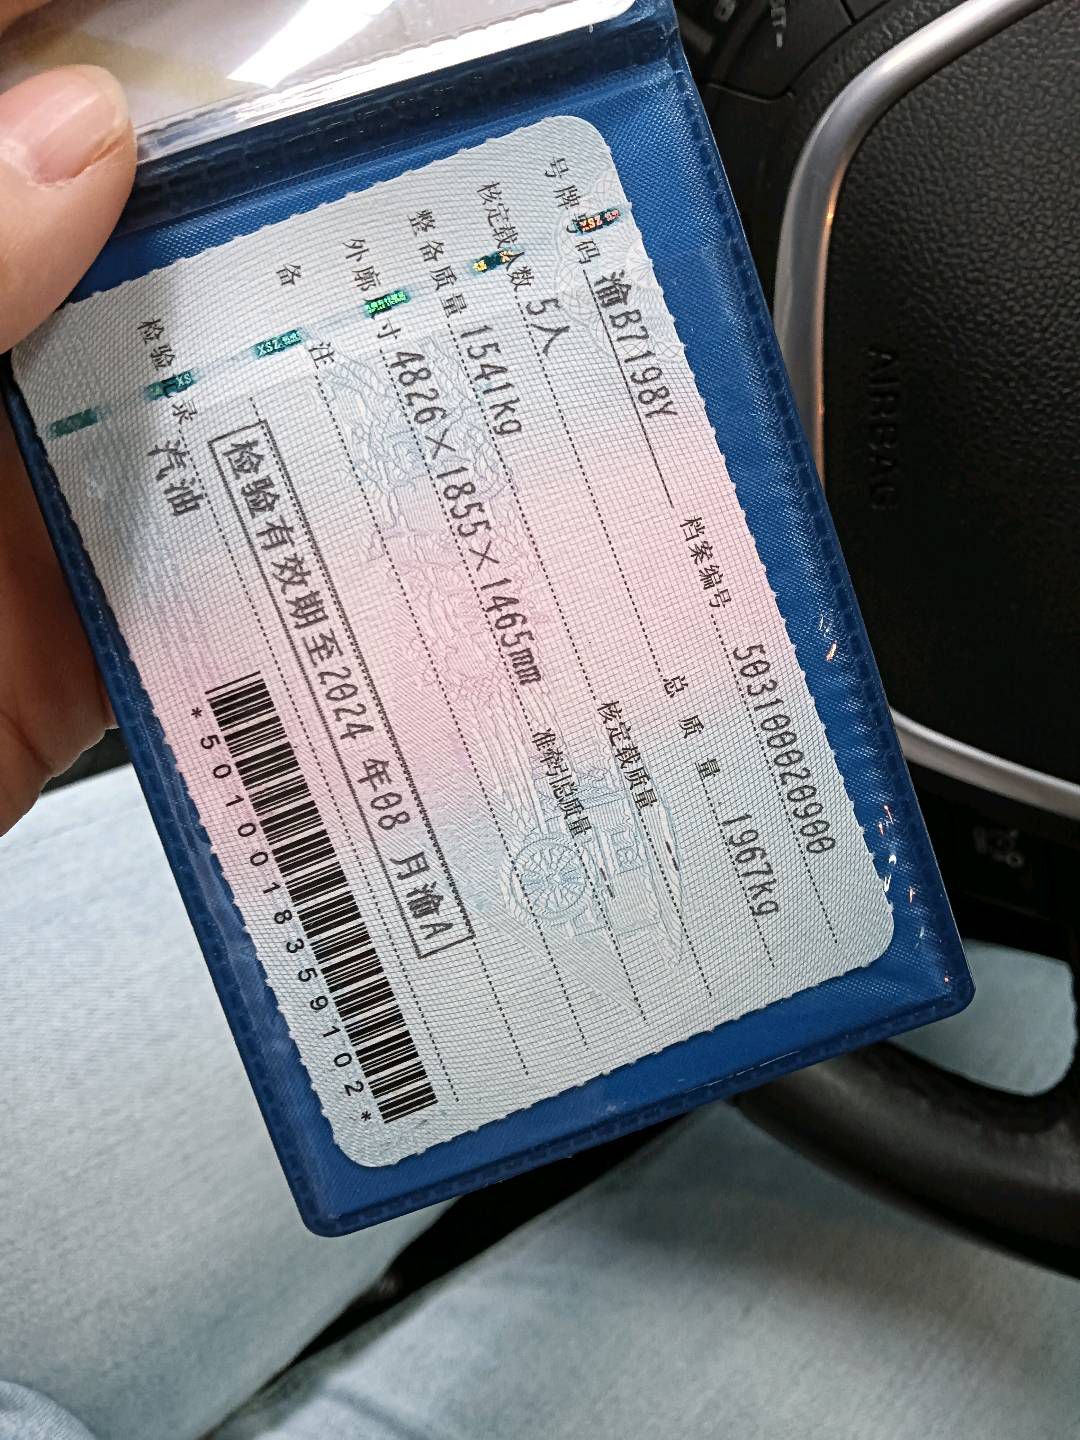 号牌号码 渝B7198Y 档案编号 503100020900
核定载人数 5人 总质量 1967kg
整备质量 1541kg 核定载质量
外廓尺寸 4826×1855×1465mm 准牵引总质量
备注
检验有效期至2024年08月渝A
检验记录 汽油
*5010018359102*
AIRBAG